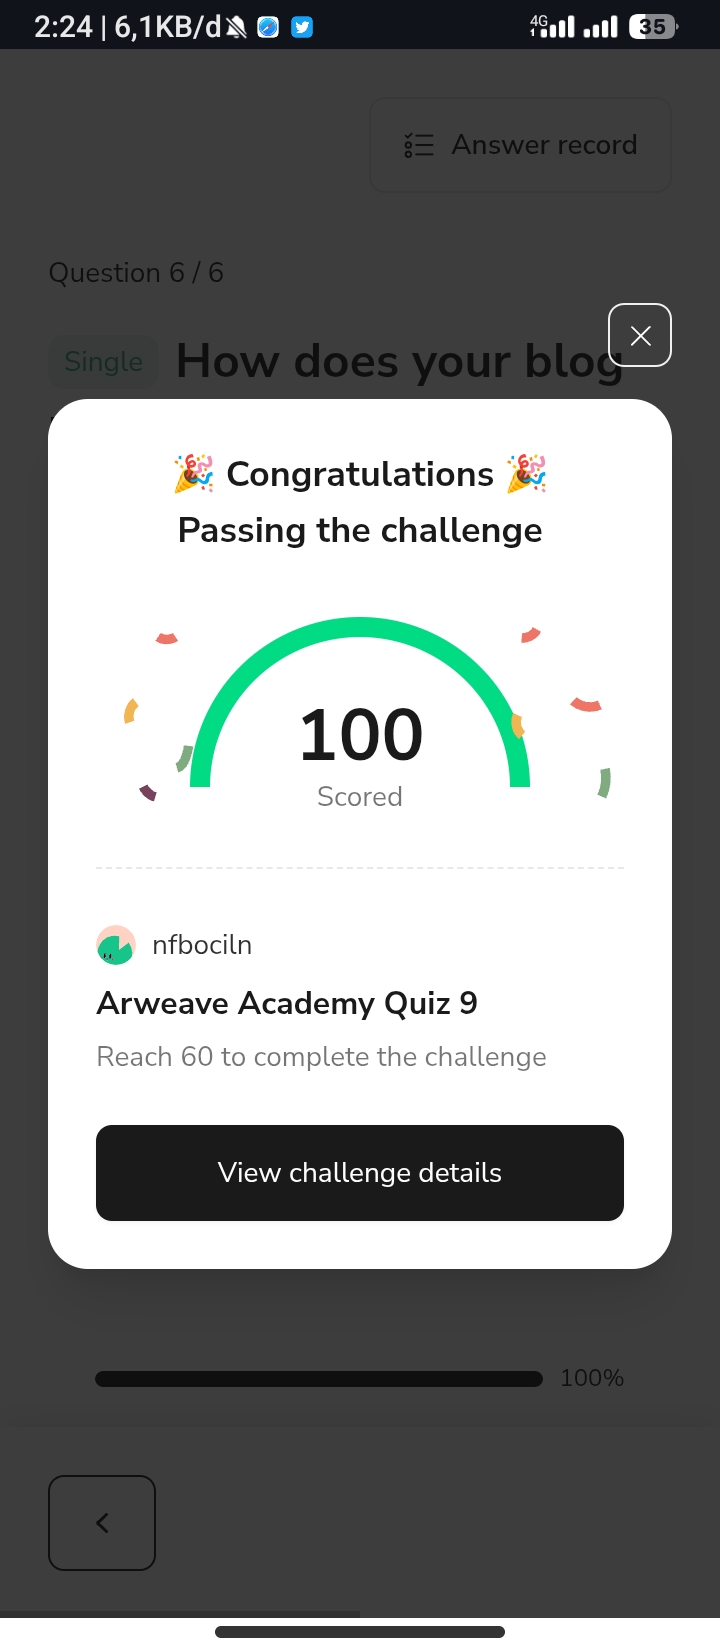 2:24 | 6,1KB/d
4G
35
Answer record
Question 6 / 6
Single How does your blog
🎉 Congratulations 🎉
Passing the challenge
100
Scored
nfbociln
Arweave Academy Quiz 9
Reach 60 to complete the challenge
View challenge details
100%